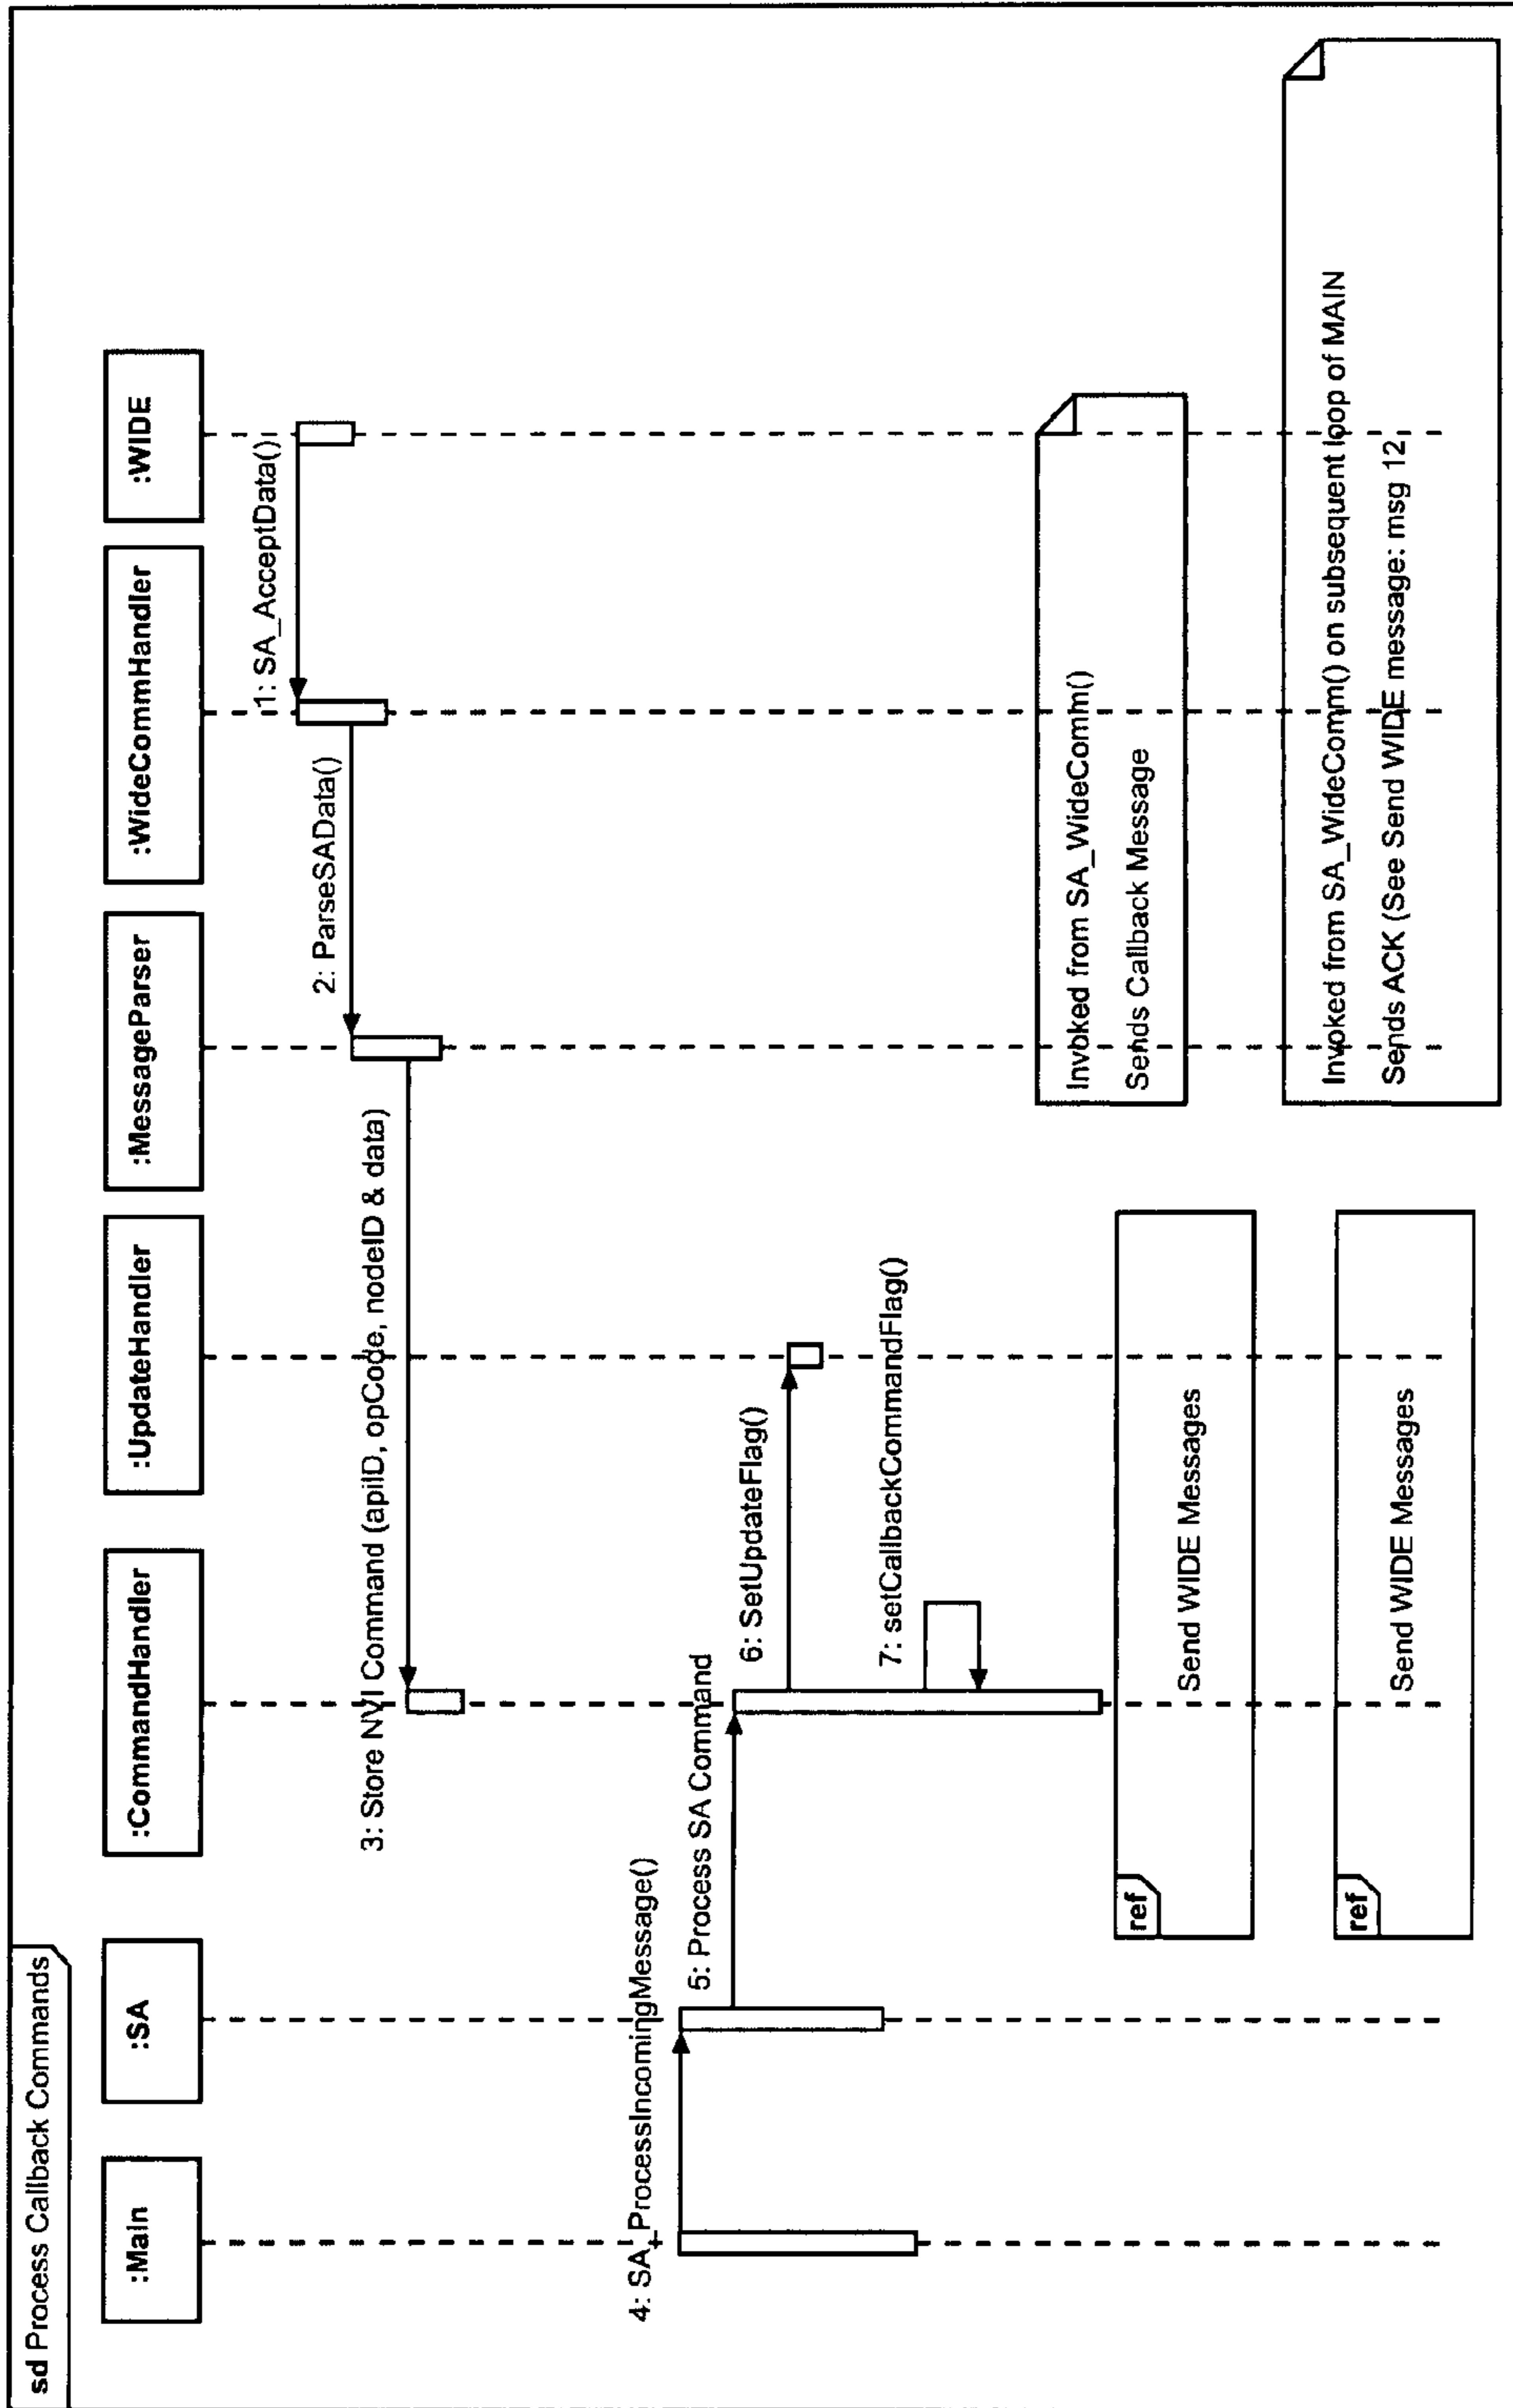 sd Process Callback Commands
:Main
:SA
:CommandHandler
:UpdateHandler
:MessageParser
:WideCommHandler
:WIDE
1: SA_AcceptData()
2: ParseSAData()
3: Store NVI Command (apiID, opCode, nodeID & data)
4: SA_ProcessIncomingMessage()
5: Process SA Command
6: SetUpdateFlag()
7: setCallbackCommandFlag()
Invoked from SA_WideComm()
Sends Callback Message
ref
Send WIDE Messages
Invoked from SA_WideComm() on subsequent loop of MAIN
Sends ACK (See Send WIDE message: msg 12
ref
Send WIDE Messages